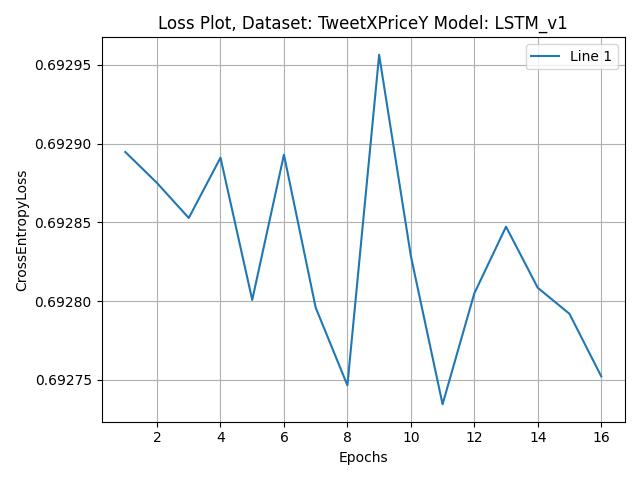 Loss Plot, Dataset: TweetXPriceY Model: LSTM_v1
Line 1
0.69295
0.69290
0.69285
0.69280
0.69275
CrossEntropyLoss
2 4 6 8 10 12 14 16
Epochs